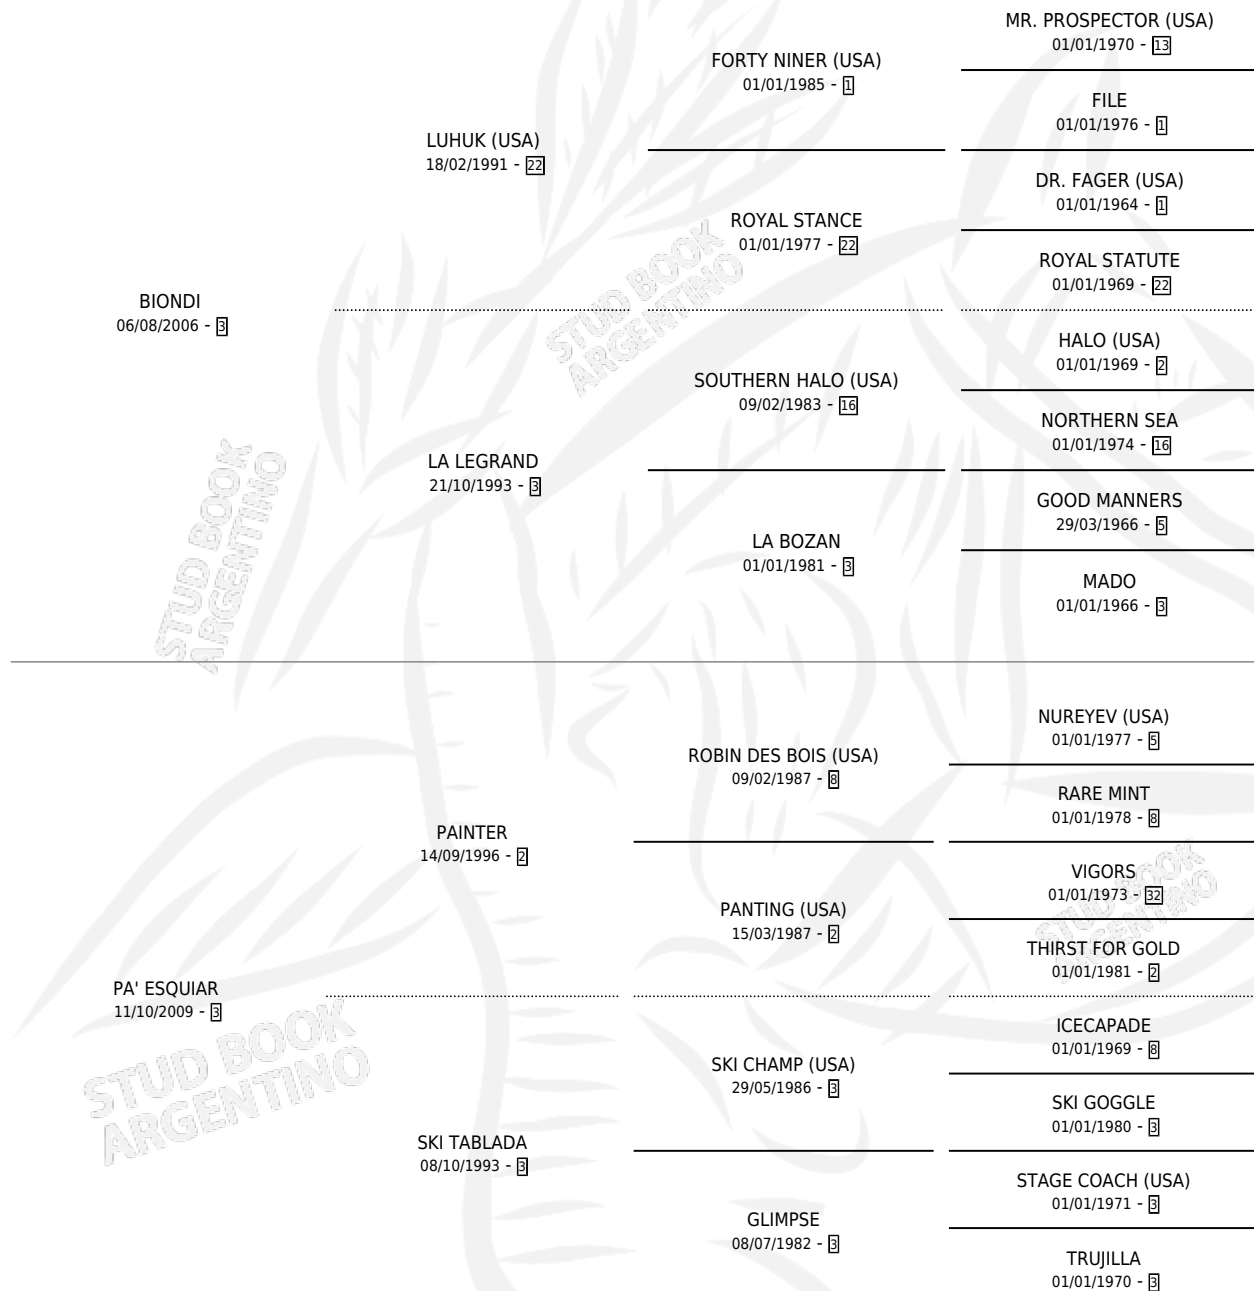 MR. PROSPECTOR (USA)
01/01/1970 - 13
FORTY NINER (USA)
01/01/1985 - 1
FILE
01/01/1976 - 1
LUHUK (USA)
18/02/1991 - 22
DR. FAGER (USA)
01/01/1964 - 1
ROYAL STANCE
01/01/1977 - 22
ROYAL STATUTE
01/01/1969 - 22
BIONDI
06/08/2006 - 3
HALO (USA)
01/01/1969 - 2
SOUTHERN HALO (USA)
09/02/1983 - 16
NORTHERN SEA
01/01/1974 - 16
LA LEGRAND
21/10/1993 - 3
GOOD MANNERS
29/03/1966 - 5
LA BOZAN
01/01/1981 - 3
MADO
01/01/1966 - 3
STUD BOOK
ARGENTINO
STUD BOOK
ARGENTINO
NUREYEV (USA)
01/01/1977 - 5
ROBIN DES BOIS (USA)
09/02/1987 - 8
RARE MINT
01/01/1978 - 8
PAINTER
14/09/1996 - 2
VIGORS
01/01/1973 - 32
PANTING (USA)
15/03/1987 - 2
THIRST FOR GOLD
01/01/1981 - 2
STUD BOOK
ARGENTINO
PA' ESQUIAR
11/10/2009 - 3
ICECAPADE
01/01/1969 - 8
SKI CHAMP (USA)
29/05/1986 - 3
SKI GOGGLE
01/01/1980 - 3
SKI TABLADA
08/10/1993 - 3
STAGE COACH (USA)
01/01/1971 - 3
GLIMPSE
08/07/1982 - 3
TRUJILLA
01/01/1970 - 3
STUD BOOK
ARGENTINO